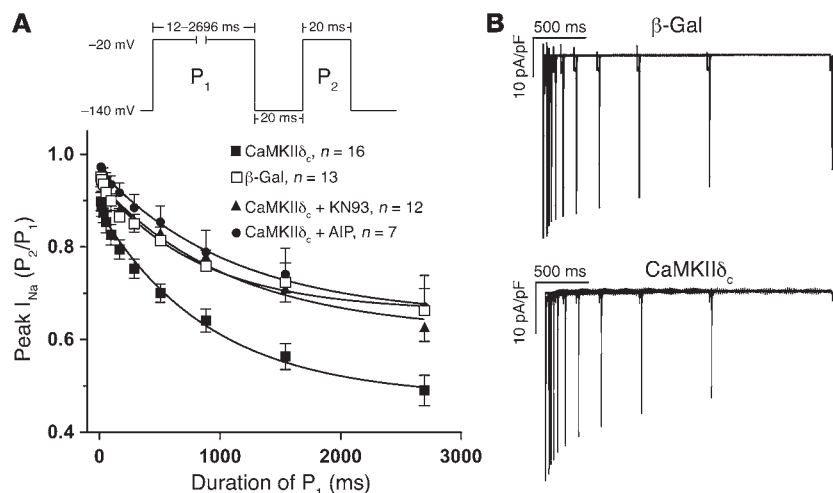 A
12–2696 ms
20 ms
–20 mV
P1
P2
–140 mV
20 ms
CaMKIIδc, n = 16
β-Gal, n = 13
CaMKIIδc + KN93, n = 12
CaMKIIδc + AIP, n = 7
Peak INa (P2/P1)
1.0
0.8
0.6
0.4
0
1000
2000
3000
Duration of P1 (ms)
B
500 ms
β-Gal
10 pA/pF
500 ms
CaMKIIδc
10 pA/pF